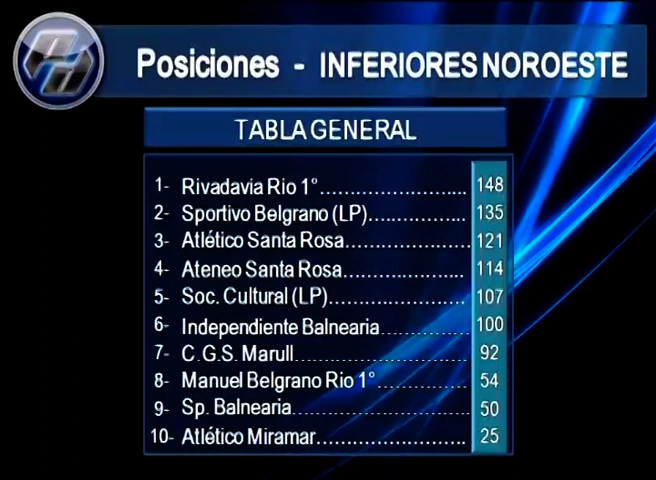 Posiciones - INFERIORES NOROESTE
TABLA GENERAL
1- Rivadavia Rio 1°........................... 148
2- Sportivo Belgrano (LP).................. 135
3- Atlético Santa Rosa....................... 121
4- Ateneo Santa Rosa....................... 114
5- Soc. Cultural (LP)......................... 107
6- Independiente Balnearia................ 100
7- C.G.S. Marull................................ 92
8- Manuel Belgrano Rio 1°................ 54
9- Sp. Balnearia................................ 50
10- Atlético Miramar........................... 25